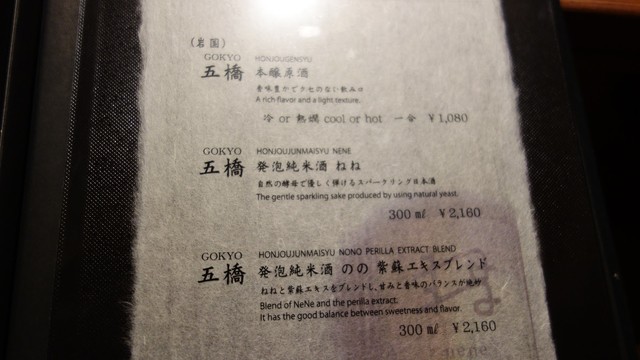 (岩国)
GOKYO HONJOUGENSYU
五橋 本醸原酒
香味豊かでクセのない飲み口
A rich flavor and a light texture.
冷 or 熱燗 cool or hot 一合 ¥1,080
GOKYO HONJOUJUNMAISYU NENE
五橋 発泡純米酒 ねね
自然の酵母で優しく弾けるスパークリング日本酒
The gentle sparkling sake produced by using natural yeast.
300 ㎖ ¥2,160
GOKYO HONJOUJUNMAISYU NONO PERILLA EXTRACT BLEND
五橋 発泡純米酒 のの 紫蘇エキスブレンド
ねねと紫蘇エキスをブレンドし、甘みと香味のバランスが絶妙
Blend of NeNe and the perilla extract.
It has the good balance between sweetness and flavor.
300 ㎖ ¥2,160